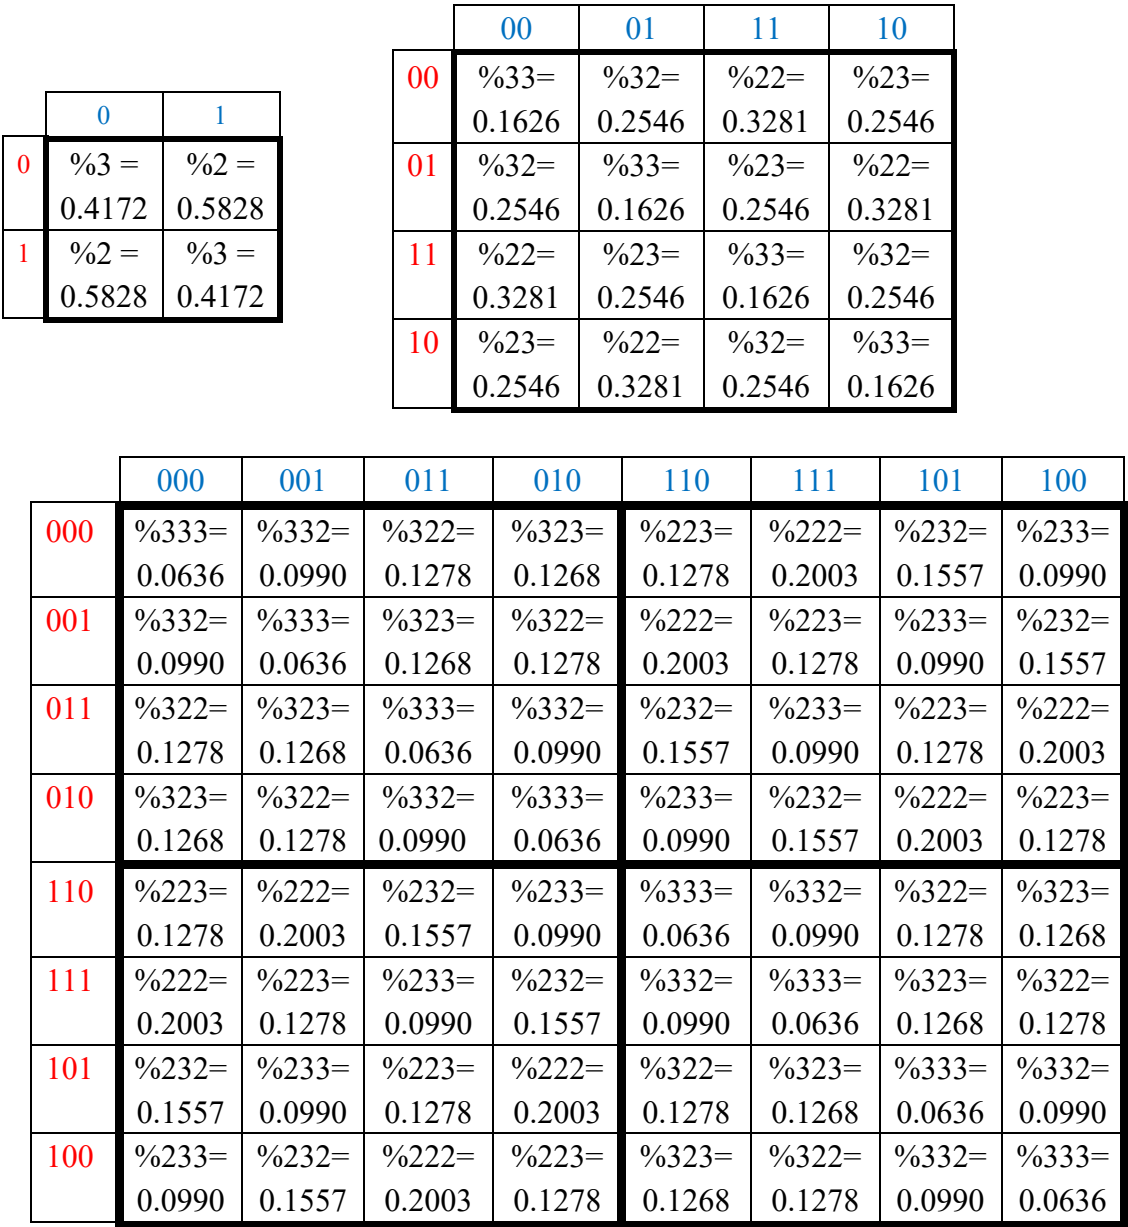 0 1
0 %3 = %2 =
0.4172 0.5828
1 %2 = %3 =
0.5828 0.4172
00 01 11 10
00 %33= %32= %22= %23=
0.1626 0.2546 0.3281 0.2546
01 %32= %33= %23= %22=
0.2546 0.1626 0.2546 0.3281
11 %22= %23= %33= %32=
0.3281 0.2546 0.1626 0.2546
10 %23= %22= %32= %33=
0.2546 0.3281 0.2546 0.1626
000 001 011 010 110 111 101 100
000 %333= %332= %322= %323= %223= %222= %232= %233=
0.0636 0.0990 0.1278 0.1268 0.1278 0.2003 0.1557 0.0990
001 %332= %333= %323= %322= %222= %223= %233= %232=
0.0990 0.0636 0.1268 0.1278 0.2003 0.1278 0.0990 0.1557
011 %322= %323= %333= %332= %232= %233= %223= %222=
0.1278 0.1268 0.0636 0.0990 0.1557 0.0990 0.1278 0.2003
010 %323= %322= %332= %333= %233= %232= %222= %223=
0.1268 0.1278 0.0990 0.0636 0.0990 0.1557 0.2003 0.1278
110 %223= %222= %232= %233= %333= %332= %322= %323=
0.1278 0.2003 0.1557 0.0990 0.0636 0.0990 0.1278 0.1268
111 %222= %223= %233= %232= %332= %333= %323= %322=
0.2003 0.1278 0.0990 0.1557 0.0990 0.0636 0.1268 0.1278
101 %232= %233= %223= %222= %322= %323= %333= %332=
0.1557 0.0990 0.1278 0.2003 0.1278 0.1268 0.0636 0.0990
100 %233= %232= %222= %223= %323= %322= %332= %333=
0.0990 0.1557 0.2003 0.1278 0.1268 0.1278 0.0990 0.0636